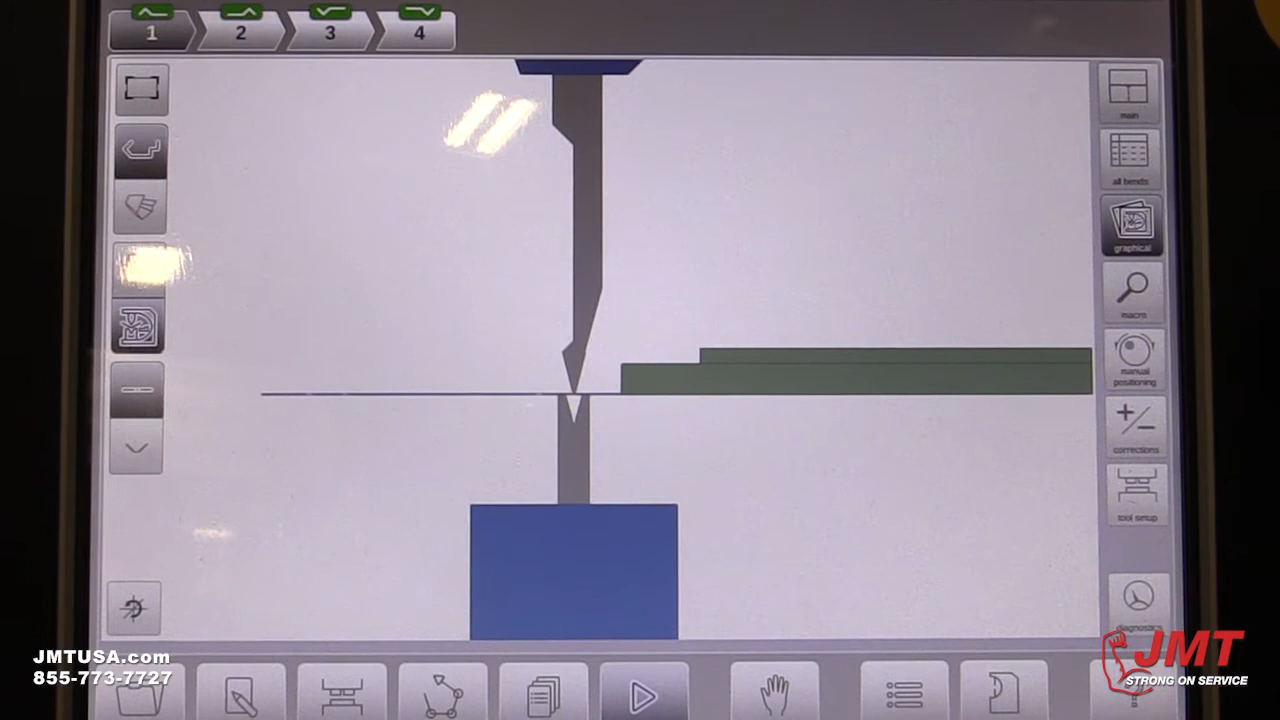 1
2
3
4
main
all bends
graphical
macro
manual
positioning
corrections
tool setup
diagnostics
JMTUSA.com
855-773-7727
JMT
STRONG ON SERVICE